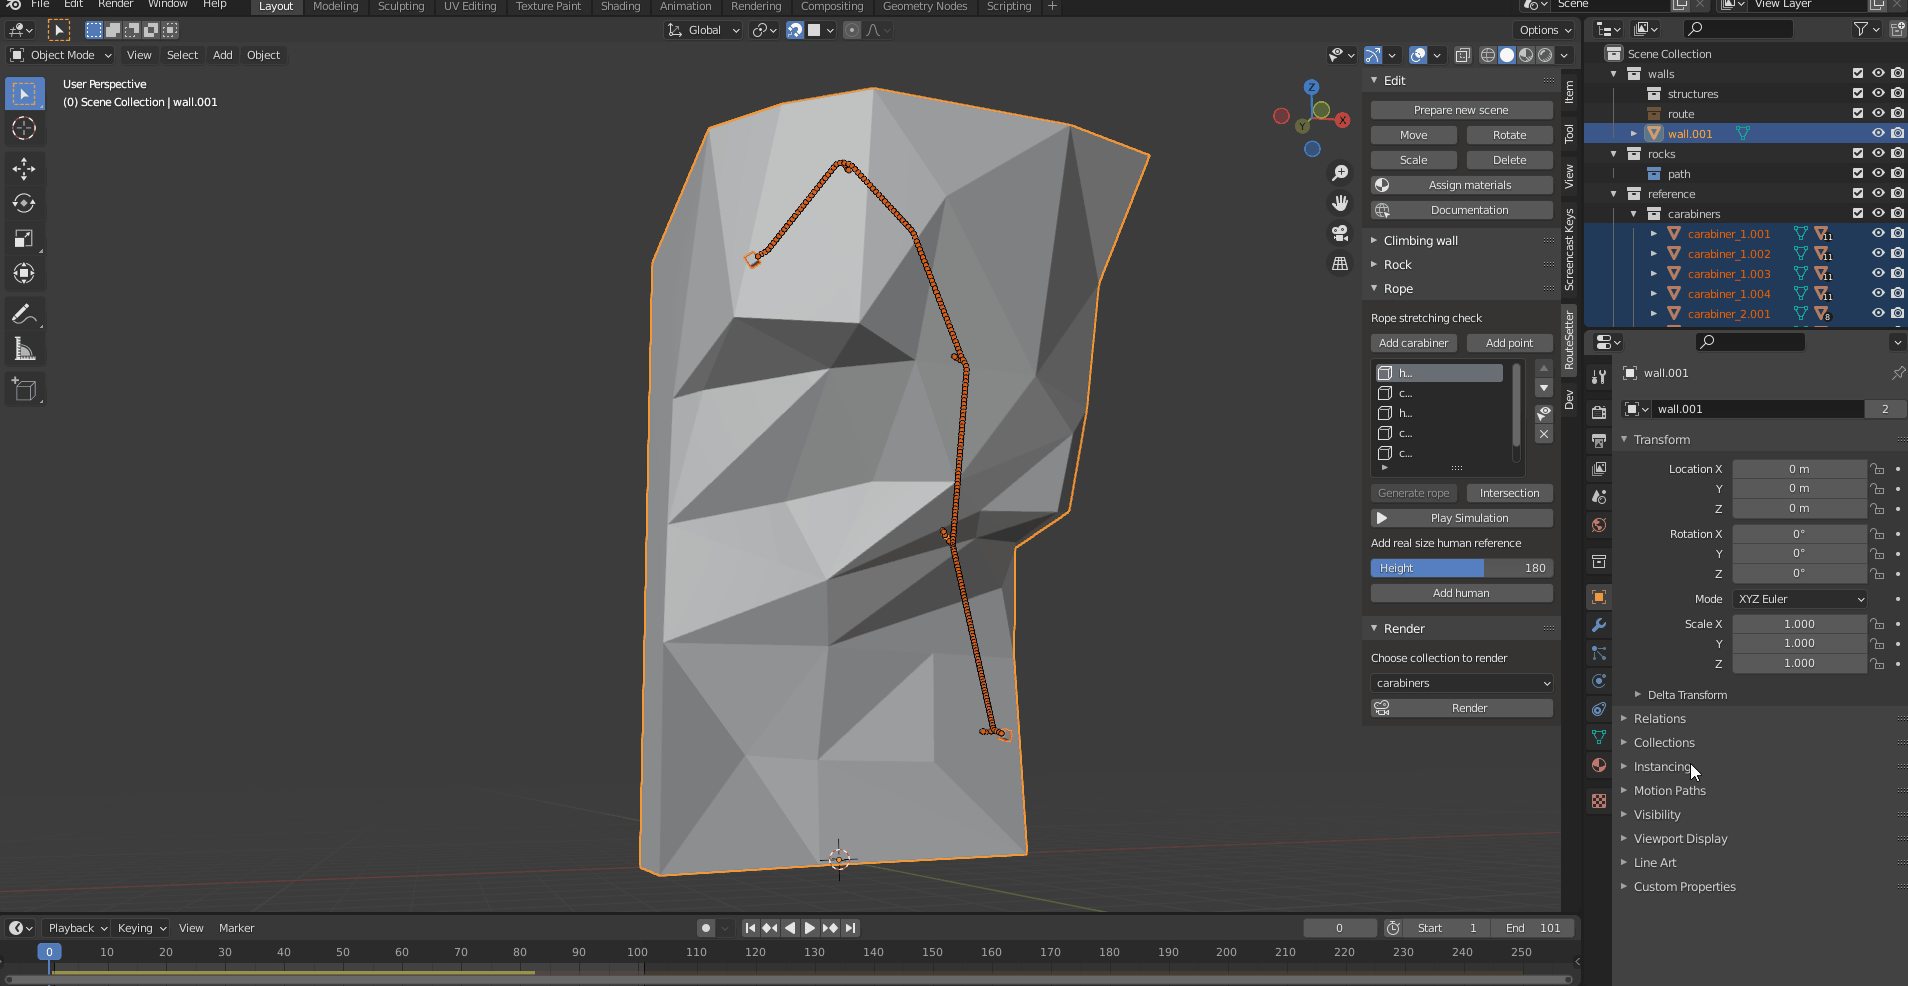 File Edit Render Window Help Layout Modeling Sculpting UV Editing Texture Paint Shading Animation Rendering Compositing Geometry Nodes Scripting + Scene View Layer
Global Options
Object Mode View Select Add Object
User Perspective
(0) Scene Collection | wall.001
Z
X
Y
Edit
Prepare new scene
Move Rotate
Scale Delete
Assign materials
Documentation
Climbing wall
Rock
Rope
Rope stretching check
Add carabiner Add point
h...
c...
h...
c...
c...
Generate rope Intersection
Play Simulation
Add real size human reference
Height 180
Add human
Render
Choose collection to render
carabiners
Render
Item
Tool
View
Screencast Keys
RouteSetter
Dev
Scene Collection
walls
structures
route
wall.001
rocks
path
reference
carabiners
carabiner_1.001 11
carabiner_1.002 11
carabiner_1.003 11
carabiner_1.004 11
carabiner_2.001 8
wall.001
wall.001 2
Transform
Location X 0 m
Y 0 m
Z 0 m
Rotation X 0°
Y 0°
Z 0°
Mode XYZ Euler
Scale X 1.000
Y 1.000
Z 1.000
Delta Transform
Relations
Collections
Instancing
Motion Paths
Visibility
Viewport Display
Line Art
Custom Properties
Playback Keying View Marker 0 Start 1 End 101
0 10 20 30 40 50 60 70 80 90 100 110 120 130 140 150 160 170 180 190 200 210 220 230 240 250